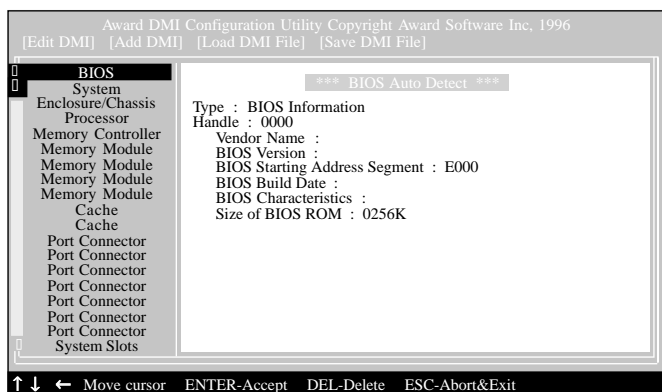 Award DMI Configuration Utility Copyright Award Software Inc, 1996
[Edit DMI] [Add DMI] [Load DMI File] [Save DMI File]
BIOS
System
Enclosure/Chassis
Processor
Memory Controller
Memory Module
Memory Module
Memory Module
Memory Module
Cache
Cache
Port Connector
Port Connector
Port Connector
Port Connector
Port Connector
Port Connector
Port Connector
System Slots
*** BIOS Auto Detect ***
Type : BIOS Information
Handle : 0000
Vendor Name :
BIOS Version :
BIOS Starting Address Segment : E000
BIOS Build Date :
BIOS Characteristics :
Size of BIOS ROM : 0256K
↑ ↓ ← Move cursor ENTER-Accept DEL-Delete ESC-Abort&Exit